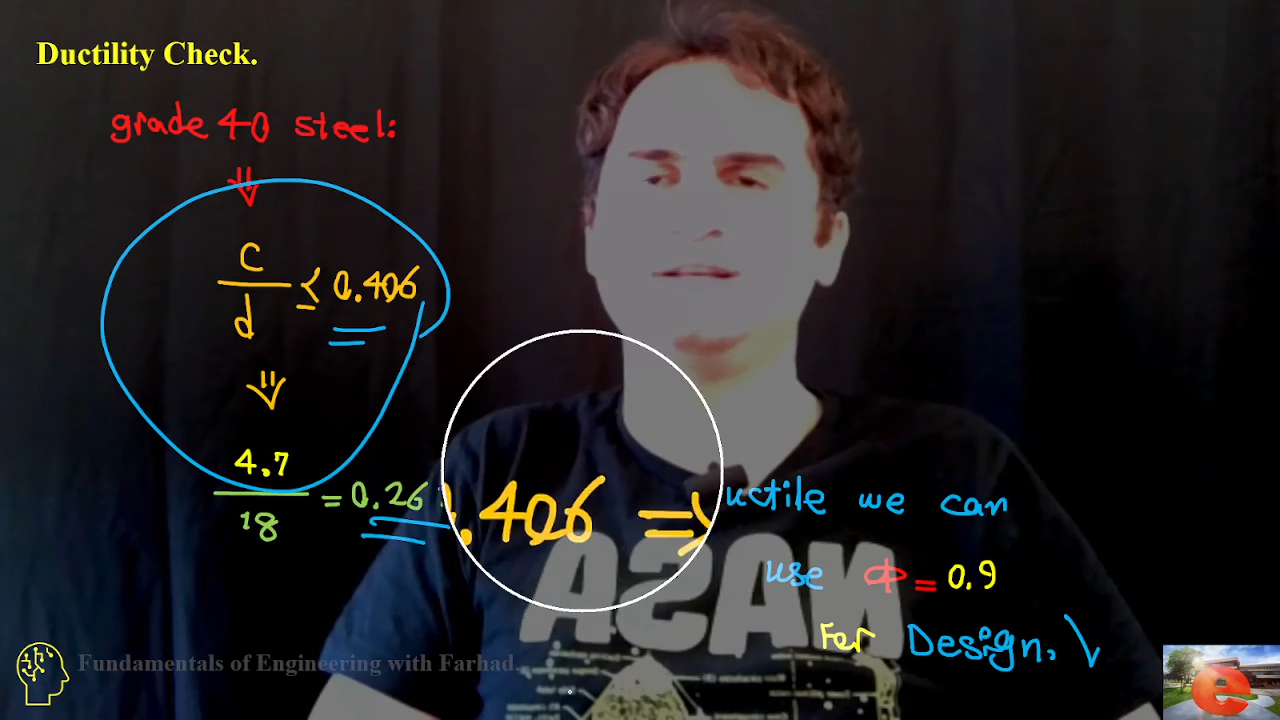 Ductility Check.
grade 40 steel:
⇓
c
d
≤ 0.406
⇓
4.7
18
= 0.26
.406 ⇒
uctile we can
use Φ = 0.9
For Design.
NASA
Fundamentals of Engineering with Farhad.
e